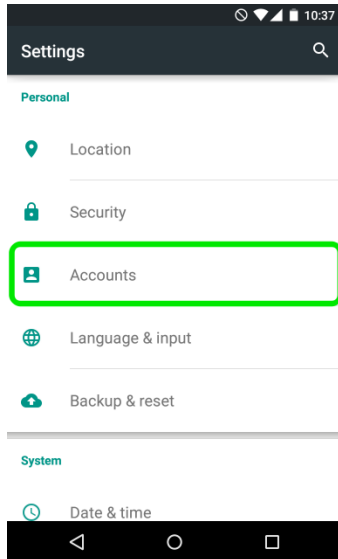 10:37
Settings
Personal
Location
Security
Accounts
Language & input
Backup & reset
System
Date & time